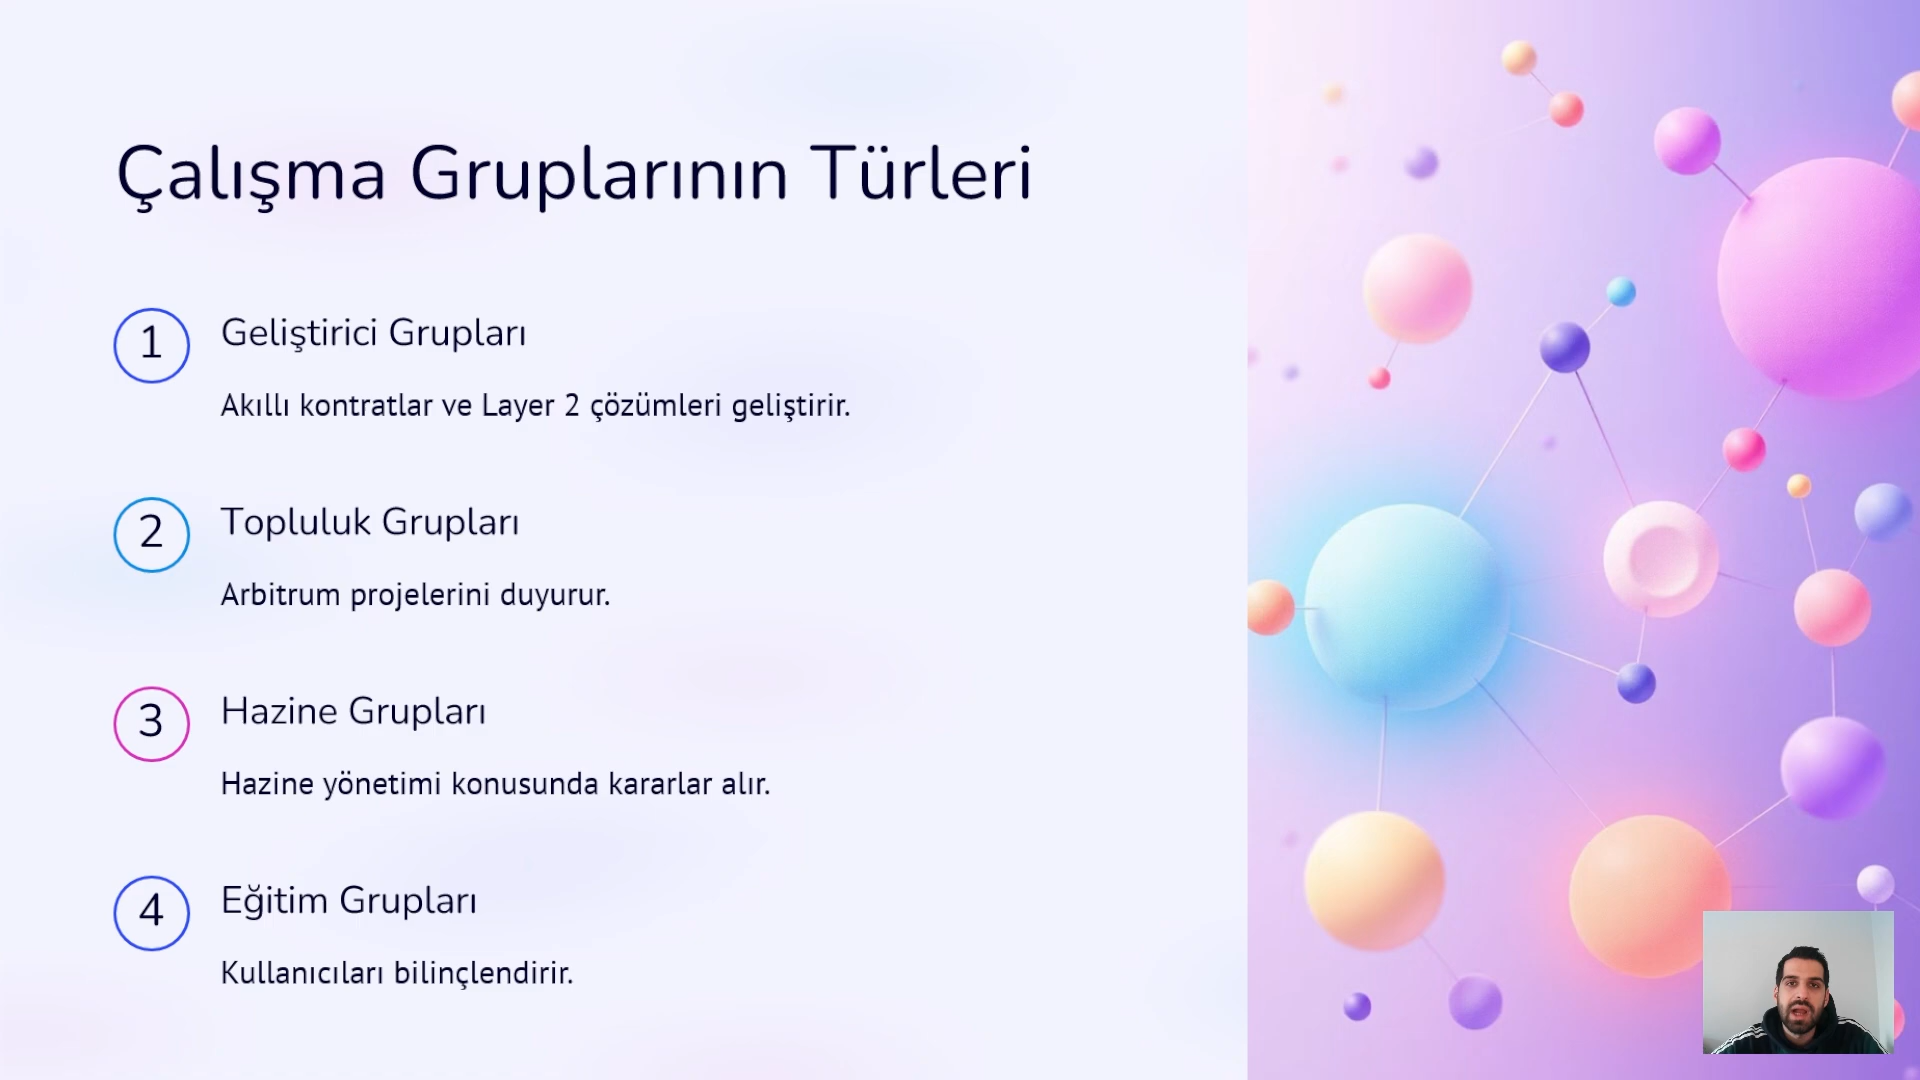 Çalışma Gruplarının Türleri
1
Geliştirici Grupları
Akıllı kontratlar ve Layer 2 çözümleri geliştirir.
2
Topluluk Grupları
Arbitrum projelerini duyurur.
3
Hazine Grupları
Hazine yönetimi konusunda kararlar alır.
4
Eğitim Grupları
Kullanıcıları bilinçlendirir.